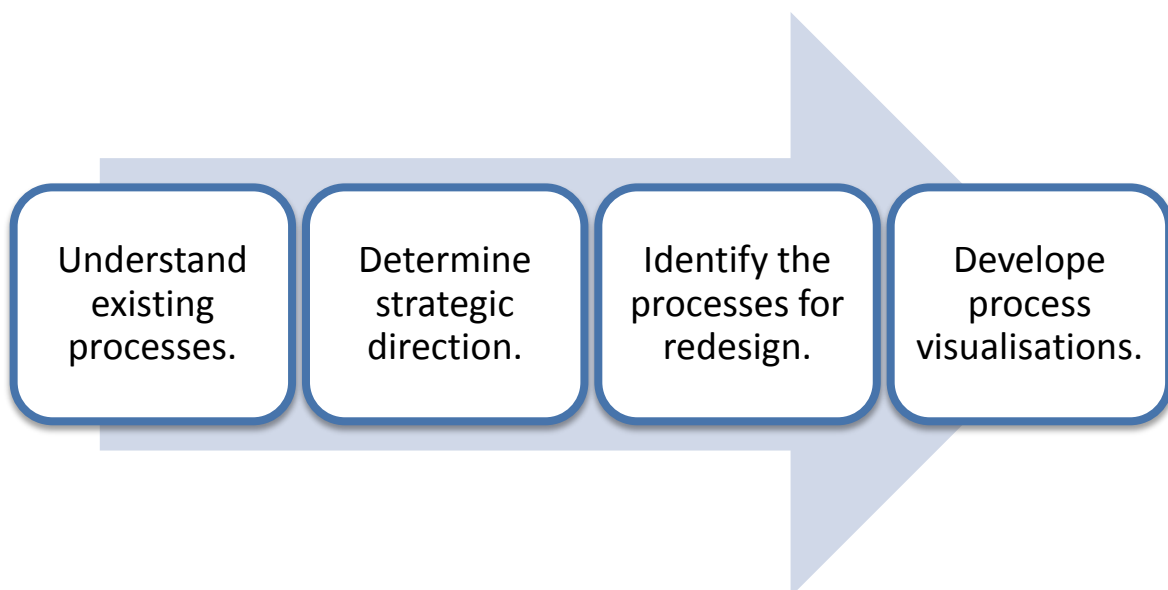 Understand
existing
processes.
Determine
strategic
direction.
Identify the
processes for
redesign.
Develope
process
visualisations.